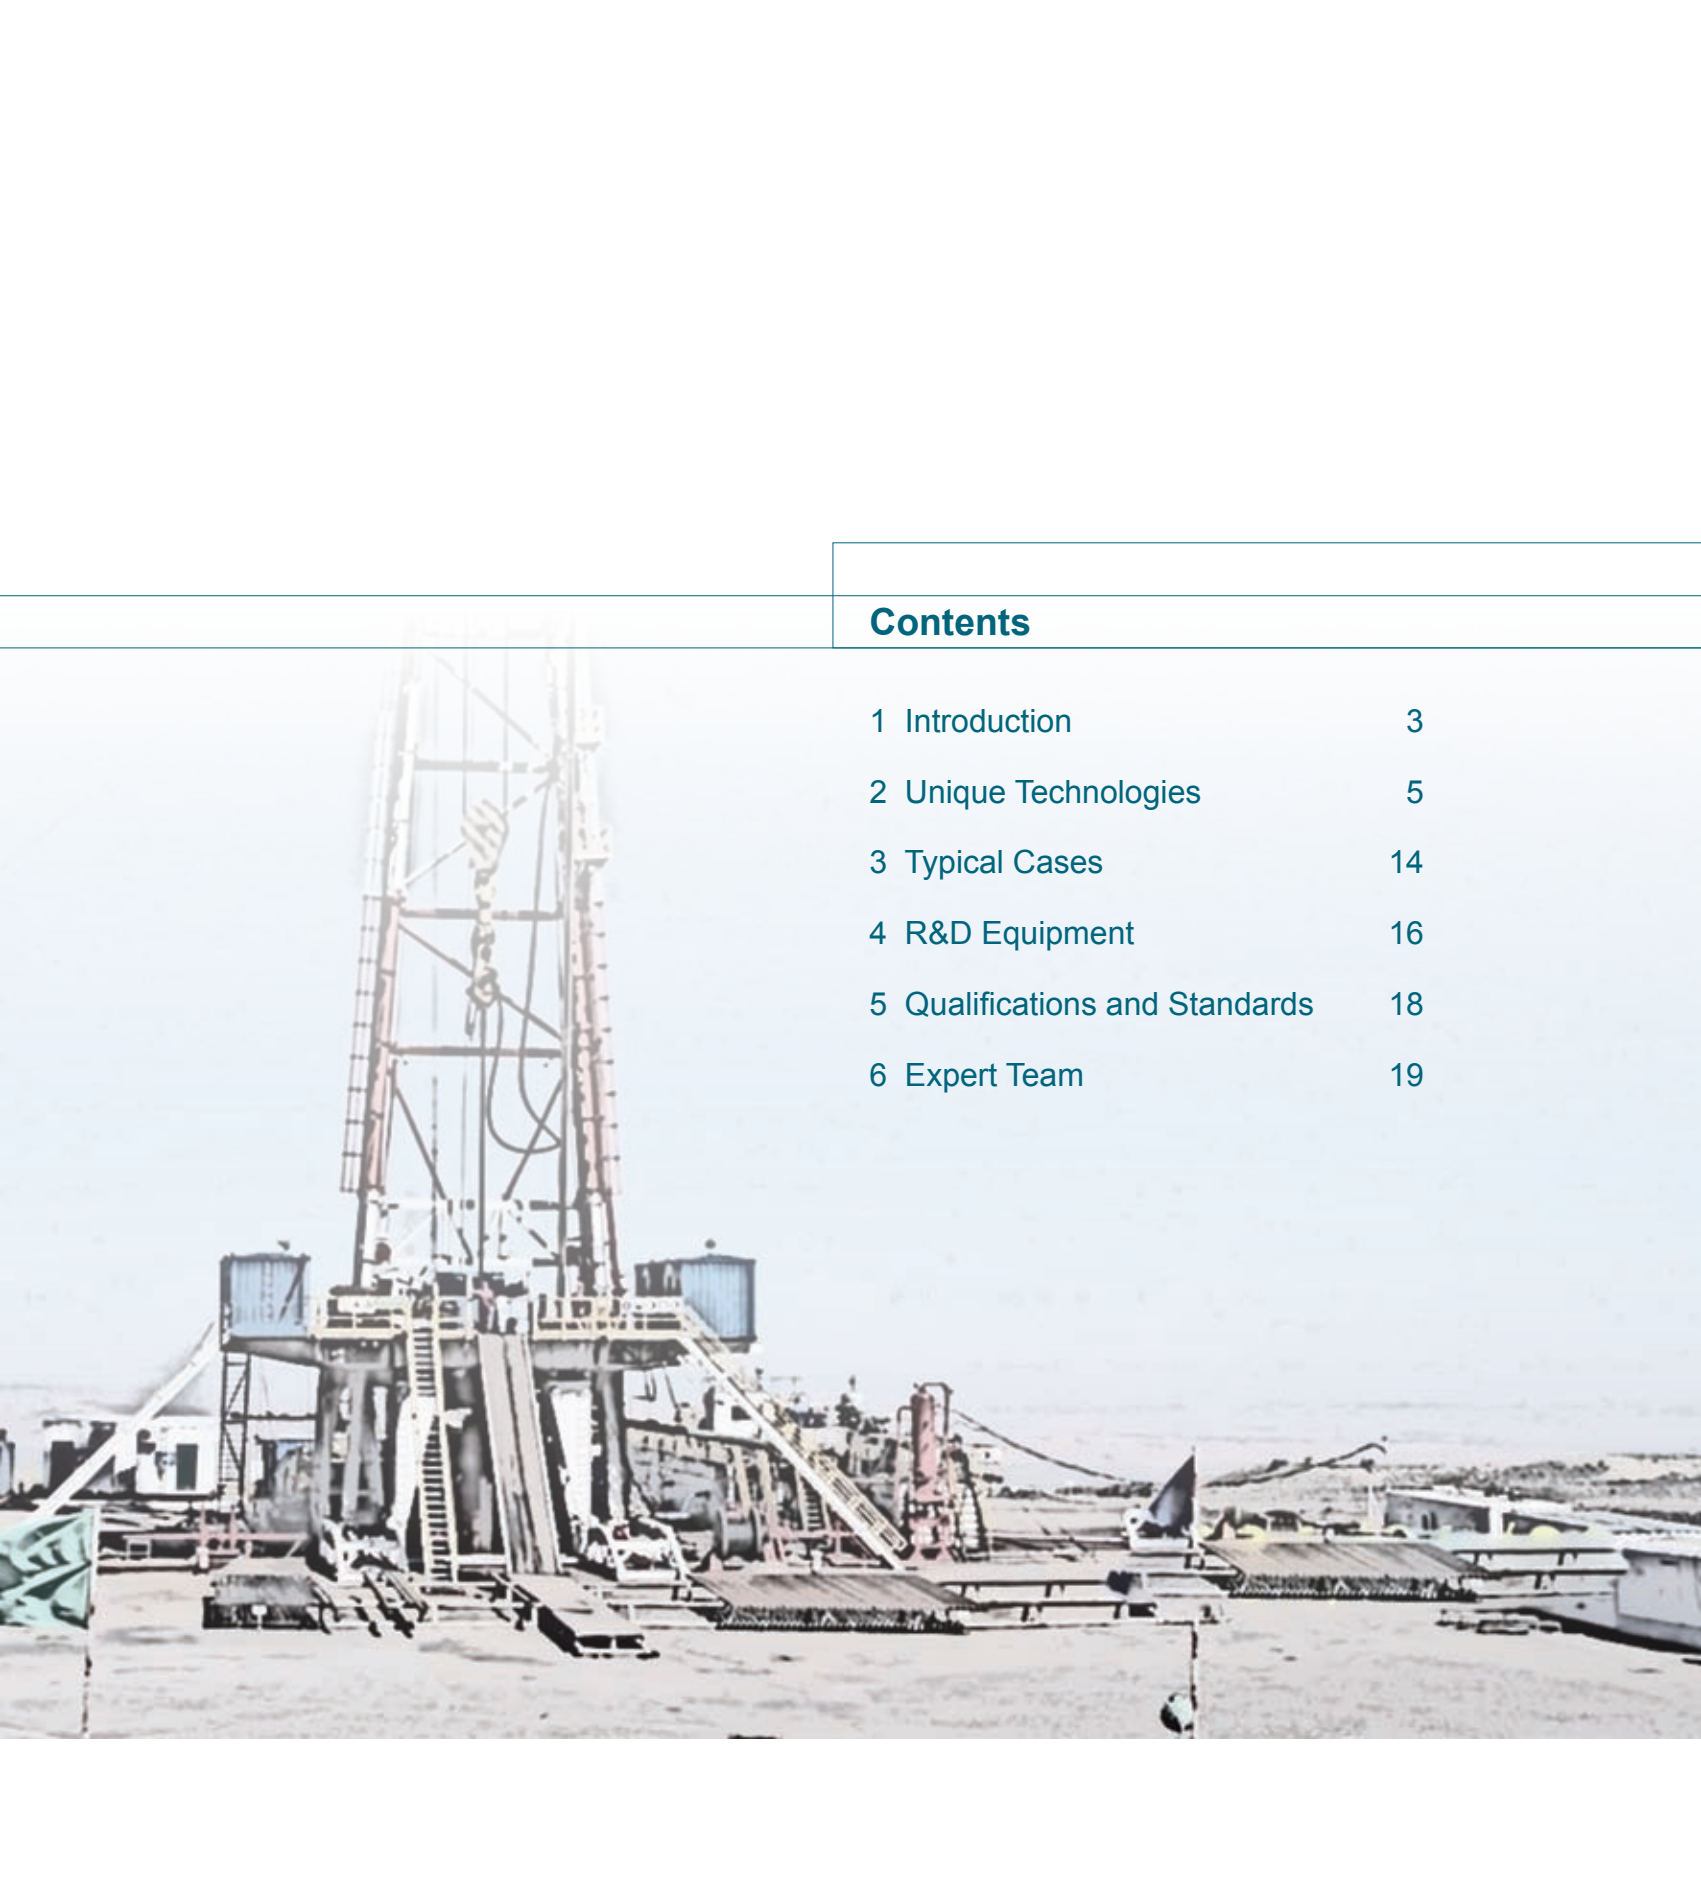 Contents
1 Introduction 3
2 Unique Technologies 5
3 Typical Cases 14
4 R&D Equipment 16
5 Qualifications and Standards 18
6 Expert Team 19